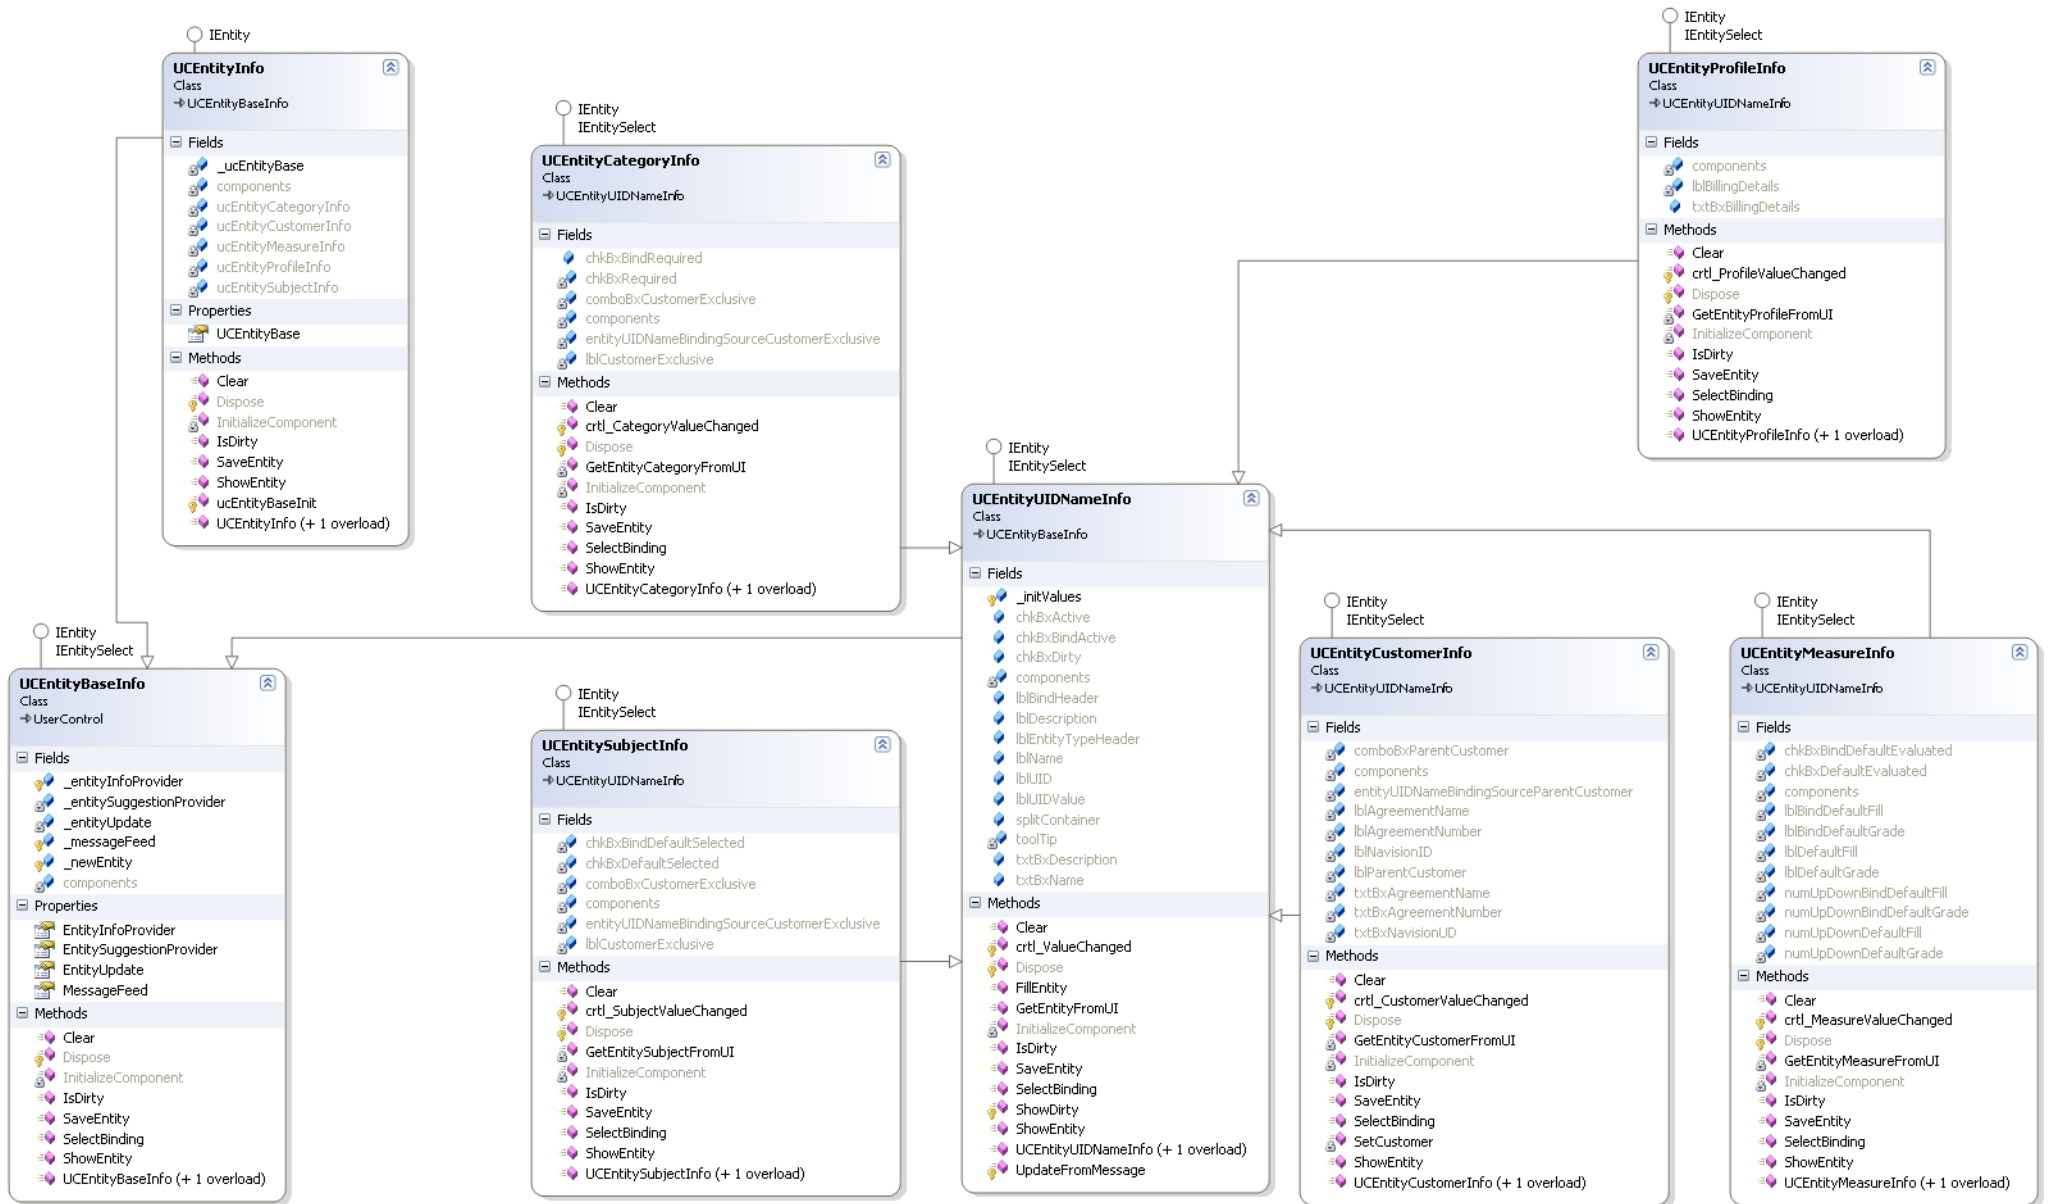 IEntity
UCEntityInfo
Class
UCEntityBaseInfo
Fields
_ucEntityBase
components
ucEntityCategoryInfo
ucEntityCustomerInfo
ucEntityMeasureInfo
ucEntityProfileInfo
ucEntitySubjectInfo
Properties
UCEntityBase
Methods
Clear
Dispose
InitializeComponent
IsDirty
SaveEntity
ShowEntity
ucEntityBaseInit
UCEntityInfo (+ 1 overload)
IEntity
IEntitySelect
UCEntityCategoryInfo
Class
UCEntityUIDNameInfo
Fields
chkBxBindRequired
chkBxRequired
comboBxCustomerExclusive
components
entityUIDNameBindingSourceCustomerExclusive
lblCustomerExclusive
Methods
Clear
crtl_CategoryValueChanged
Dispose
GetEntityCategoryFromUI
InitializeComponent
IsDirty
SaveEntity
SelectBinding
ShowEntity
UCEntityCategoryInfo (+ 1 overload)
IEntity
IEntitySelect
UCEntityProfileInfo
Class
UCEntityUIDNameInfo
Fields
components
lblBillingDetails
txtBxBillingDetails
Methods
Clear
crtl_ProfileValueChanged
Dispose
GetEntityProfileFromUI
InitializeComponent
IsDirty
SaveEntity
SelectBinding
ShowEntity
UCEntityProfileInfo (+ 1 overload)
IEntity
IEntitySelect
UCEntityBaseInfo
Class
UserControl
Fields
_entityInfoProvider
_entitySuggestionProvider
_entityUpdate
_messageFeed
_newEntity
components
Properties
EntityInfoProvider
EntitySuggestionProvider
EntityUpdate
MessageFeed
Methods
Clear
Dispose
InitializeComponent
IsDirty
SaveEntity
SelectBinding
ShowEntity
UCEntityBaseInfo (+ 1 overload)
IEntity
IEntitySelect
UCEntitySubjectInfo
Class
UCEntityUIDNameInfo
Fields
chkBxBindDefaultSelected
chkBxDefaultSelected
comboBxCustomerExclusive
components
entityUIDNameBindingSourceCustomerExclusive
lblCustomerExclusive
Methods
Clear
crtl_SubjectValueChanged
Dispose
GetEntitySubjectFromUI
InitializeComponent
IsDirty
SaveEntity
SelectBinding
ShowEntity
UCEntitySubjectInfo (+ 1 overload)
IEntity
IEntitySelect
UCEntityUIDNameInfo
Class
UCEntityBaseInfo
Fields
_initValues
chkBxActive
chkBxBindActive
chkBxDirty
components
lblBindHeader
lblDescription
lblEntityTypeHeader
lblName
lblUID
lblUIDValue
splitContainer
toolTip
txtBxDescription
txtBxName
Methods
Clear
crtl_ValueChanged
Dispose
FillEntity
GetEntityFromUI
InitializeComponent
IsDirty
SaveEntity
SelectBinding
ShowDirty
ShowEntity
UCEntityUIDNameInfo (+ 1 overload)
UpdateFromMessage
IEntity
IEntitySelect
UCEntityCustomerInfo
Class
UCEntityUIDNameInfo
Fields
comboBxParentCustomer
components
entityUIDNameBindingSourceParentCustomer
lblAgreementName
lblAgreementNumber
lblNavisionID
lblParentCustomer
txtBxAgreementName
txtBxAgreementNumber
txtBxNavisionUD
Methods
Clear
crtl_CustomerValueChanged
Dispose
GetEntityCustomerFromUI
InitializeComponent
IsDirty
SaveEntity
SelectBinding
SetCustomer
ShowEntity
UCEntityCustomerInfo (+ 1 overload)
IEntity
IEntitySelect
UCEntityMeasureInfo
Class
UCEntityUIDNameInfo
Fields
chkBxBindDefaultEvaluated
chkBxDefaultEvaluated
components
lblBindDefaultFill
lblBindDefaultGrade
lblDefaultFill
lblDefaultGrade
numUpDownBindDefaultFill
numUpDownBindDefaultGrade
numUpDownDefaultFill
numUpDownDefaultGrade
Methods
Clear
crtl_MeasureValueChanged
Dispose
GetEntityMeasureFromUI
InitializeComponent
IsDirty
SaveEntity
SelectBinding
ShowEntity
UCEntityMeasureInfo (+ 1 overload)